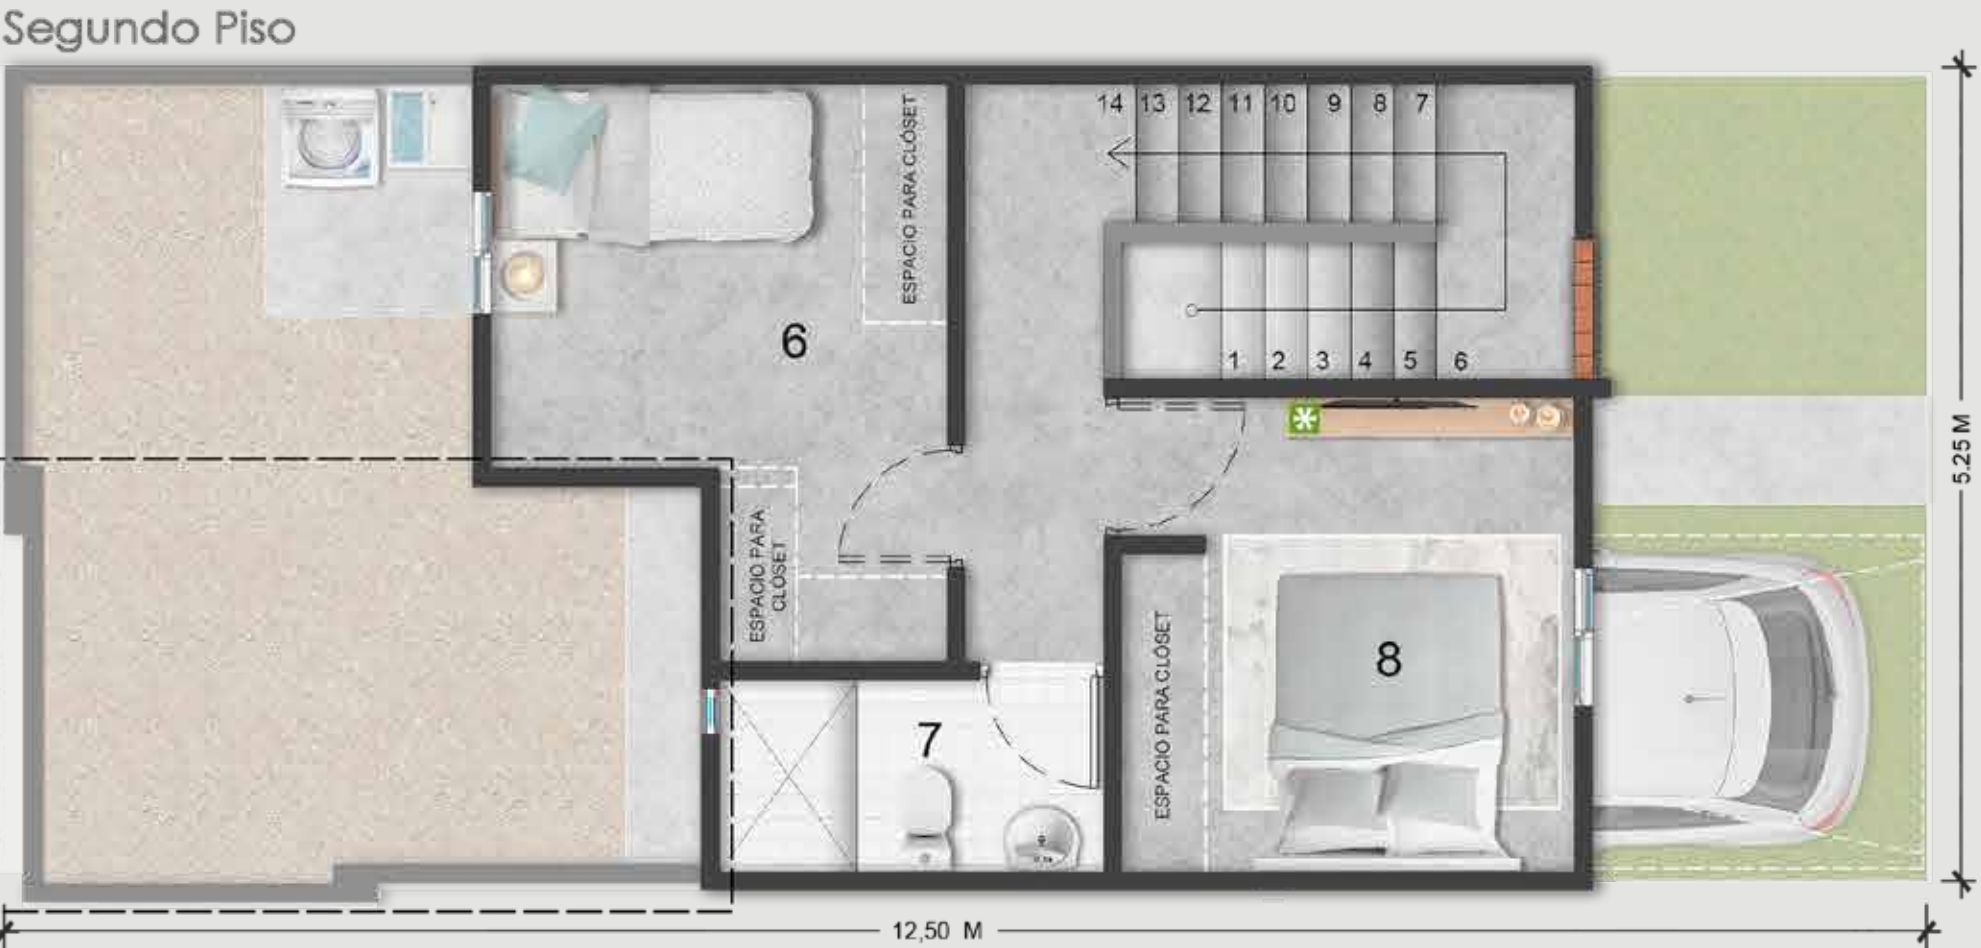 Segundo Piso
14 13 12 11 10 9 8 7
ESPACIO PARA CLÓSET
6
1 2 3 4 5 6
5.25 M
ESPACIO PARA
CLÓSET
ESPACIO PARA CLÓSET
8
7
12,50 M